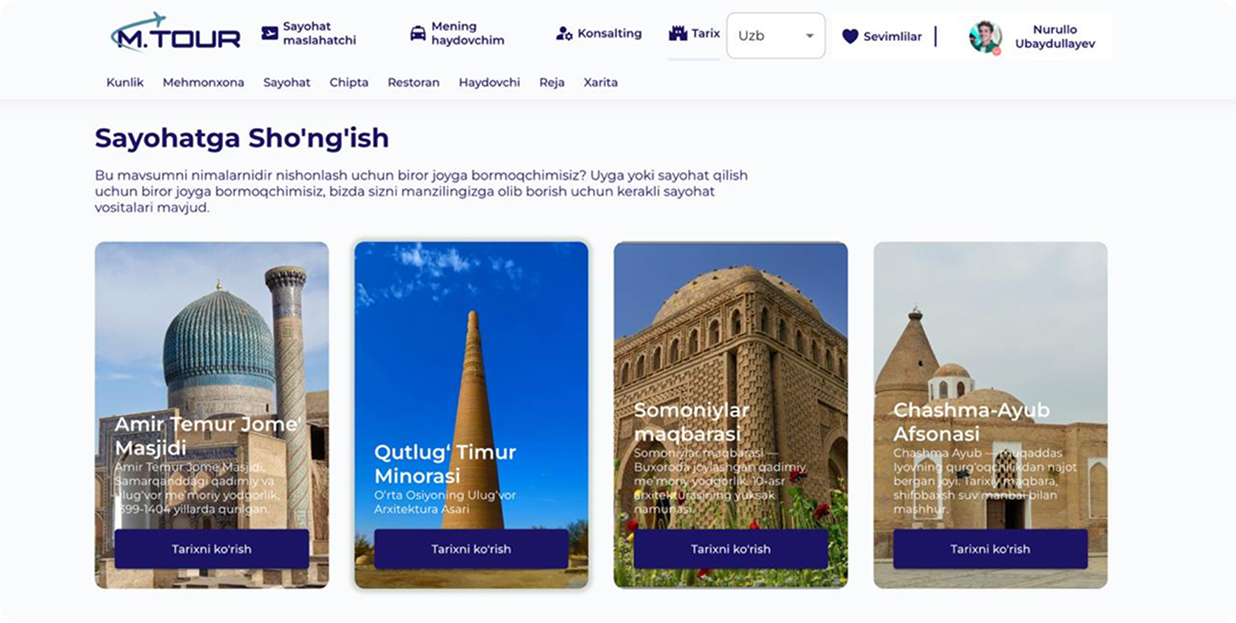 M.TOUR
Sayohat
maslahatchi
Mening
haydovchim
Konsalting
Tarix
Uzb
Sevimlilar
Nurullo
Ubaydullayev
Kunlik Mehmonxona Sayohat Chipta Restoran Haydovchi Reja Xarita
Sayohatga Sho'ng'ish
Bu mavsumni nimalarnidir nishonlash uchun biror joyga bormoqchimisiz? Uyga yoki sayohat qilish
uchun biror joyga bormoqchimisiz, bizda sizni manzilingizga olib borish uchun kerakli sayohat
vositalari mavjud.
Amir Temur Jome‘
Masjidi
Amir Temur Jome Masjidi,
Samarqanddagi qadimiy va
ulug‘vor me’moriy yodgorlik,
1399-1404 yillarda qurilgan.
Tarixni ko'rish
Qutlug‘ Timur
Minorasi
O‘rta Osiyoning Ulug‘vor
Arxitektura Asari
Tarixni ko'rish
Somoniylar
maqbarasi
Somoniylar maqbarasi —
Buxoroda joylashgan qadimiy
me’moriy yodgorlik, 10-asr
arxitekturasining yuksak
namunasi.
Tarixni ko'rish
Chashma-Ayub
Afsonasi
Chashma Ayub — muqaddas
Iyovning qurg‘oqchilikdan najot
bergan joyi. Tarixiy maqbara,
shifobaxsh suv manbai bilan
mashhur.
Tarixni ko'rish